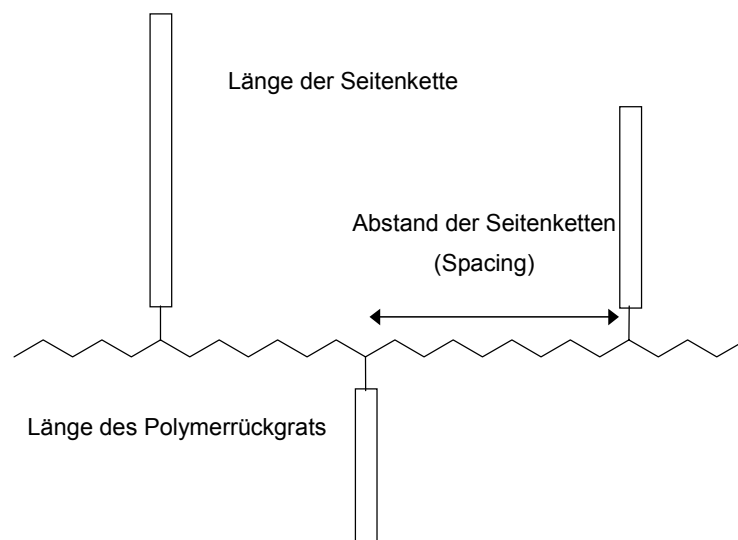 Länge der Seitenkette
Abstand der Seitenketten
(Spacing)
Länge des Polymerrückgrats